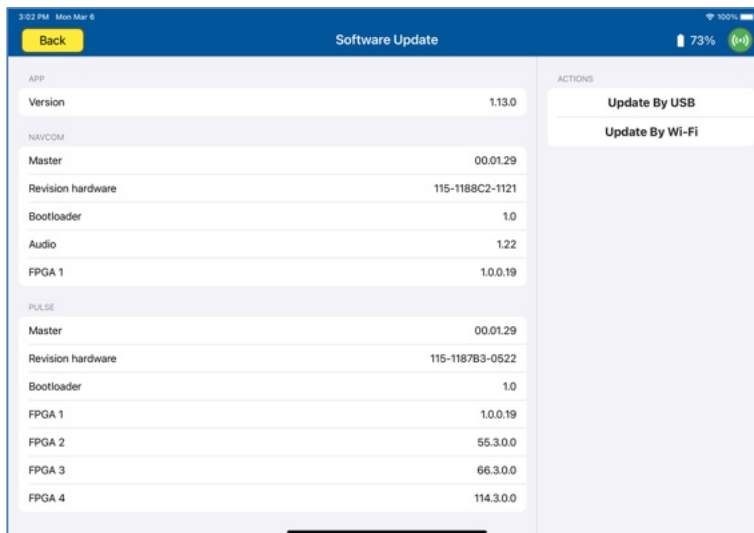 3:02 PM Mon Mar 6 100%
Back Software Update 73%
APP
Version 1.13.0
NAVCOM
Master 00.01.29
Revision hardware 115-1188C2-1121
Bootloader 1.0
Audio 1.22
FPGA 1 1.0.0.19
PULSE
Master 00.01.29
Revision hardware 115-1187B3-0522
Bootloader 1.0
FPGA 1 1.0.0.19
FPGA 2 55.3.0.0
FPGA 3 66.3.0.0
FPGA 4 114.3.0.0
ACTIONS
Update By USB
Update By Wi-Fi